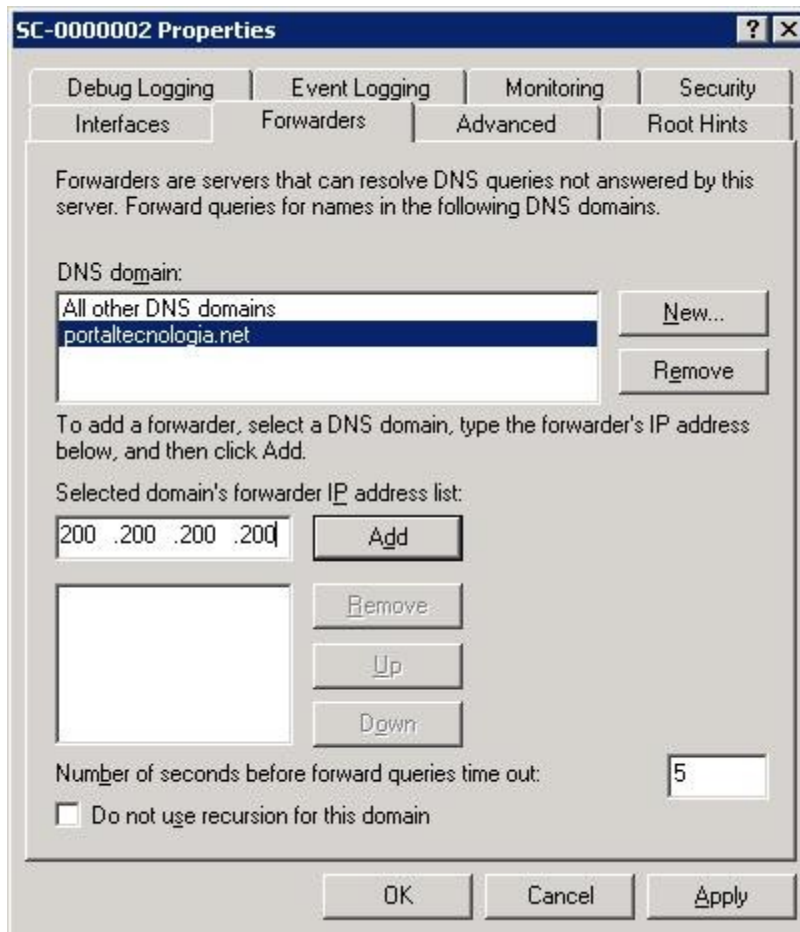 SC-0000002 Properties
Debug Logging Event Logging Monitoring Security
Interfaces Forwarders Advanced Root Hints
Forwarders are servers that can resolve DNS queries not answered by this
server. Forward queries for names in the following DNS domains.
DNS domain:
All other DNS domains
portaltecnologia.net
New...
Remove
To add a forwarder, select a DNS domain, type the forwarder's IP address
below, and then click Add.
Selected domain's forwarder IP address list:
200 .200 .200 .200
Add
Remove
Up
Down
Number of seconds before forward queries time out: 5
Do not use recursion for this domain
OK Cancel Apply